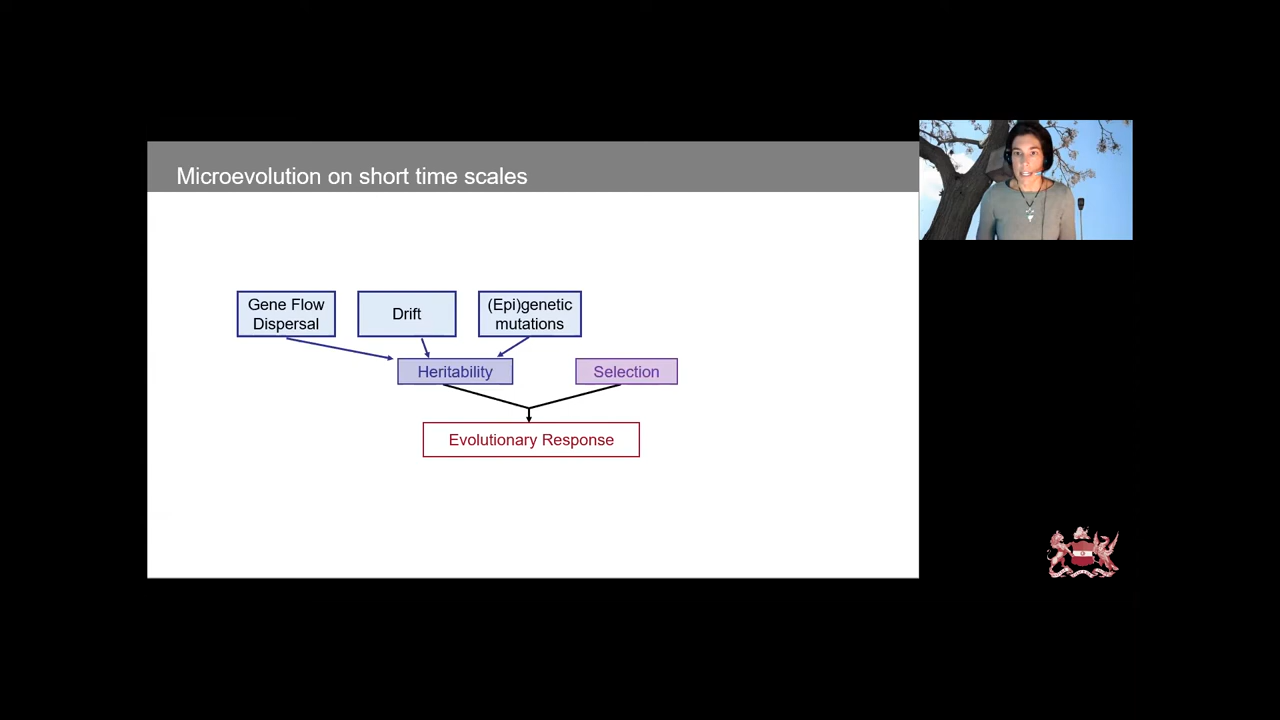 Microevolution on short time scales
Gene Flow
Dispersal
Drift
(Epi)genetic
mutations
Heritability
Selection
Evolutionary Response